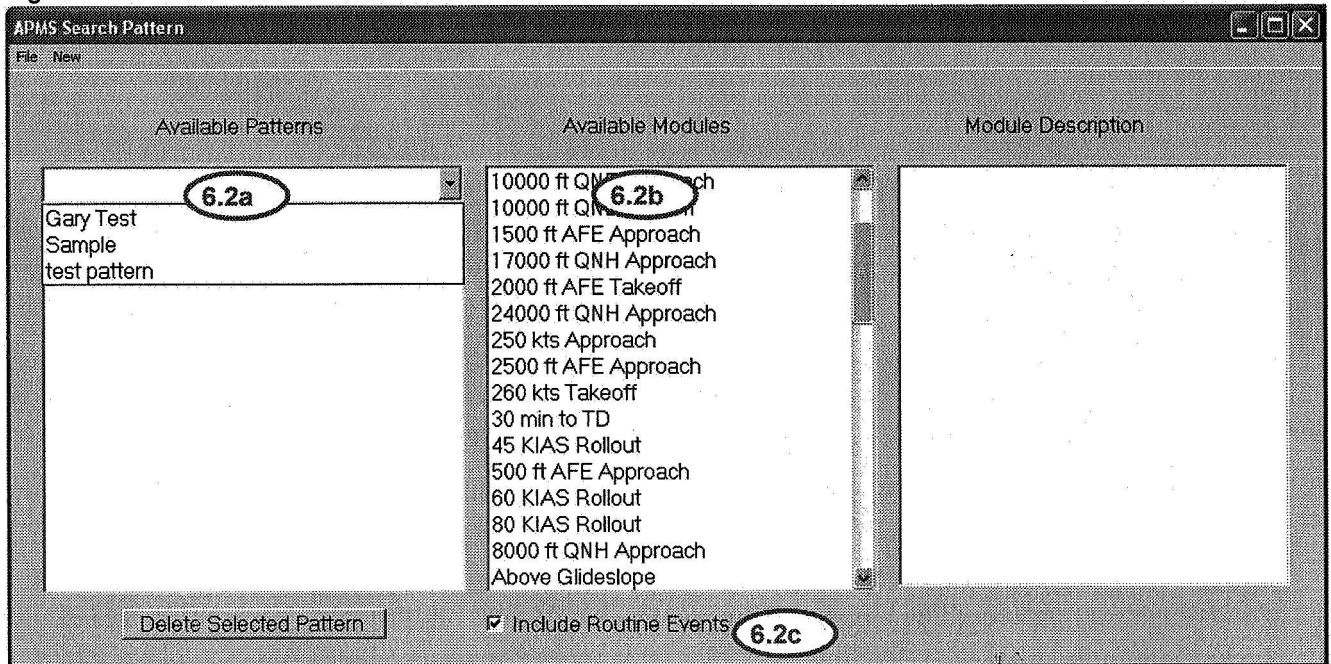 APMS Search Pattern
File New
Available Patterns
Available Modules
Module Description
6.2a
Gary Test
Sample
test pattern
6.2b
10000 ft
10000 ft
1500 ft AFE Approach
17000 ft QNH Approach
2000 ft AFE Takeoff
24000 ft QNH Approach
250 kts Approach
2500 ft AFE Approach
260 kts Takeoff
30 min to TD
45 KIAS Rollout
500 ft AFE Approach
60 KIAS Rollout
80 KIAS Rollout
8000 ft QNH Approach
Above Glideslope
Delete Selected Pattern
Include Routine Events
6.2c